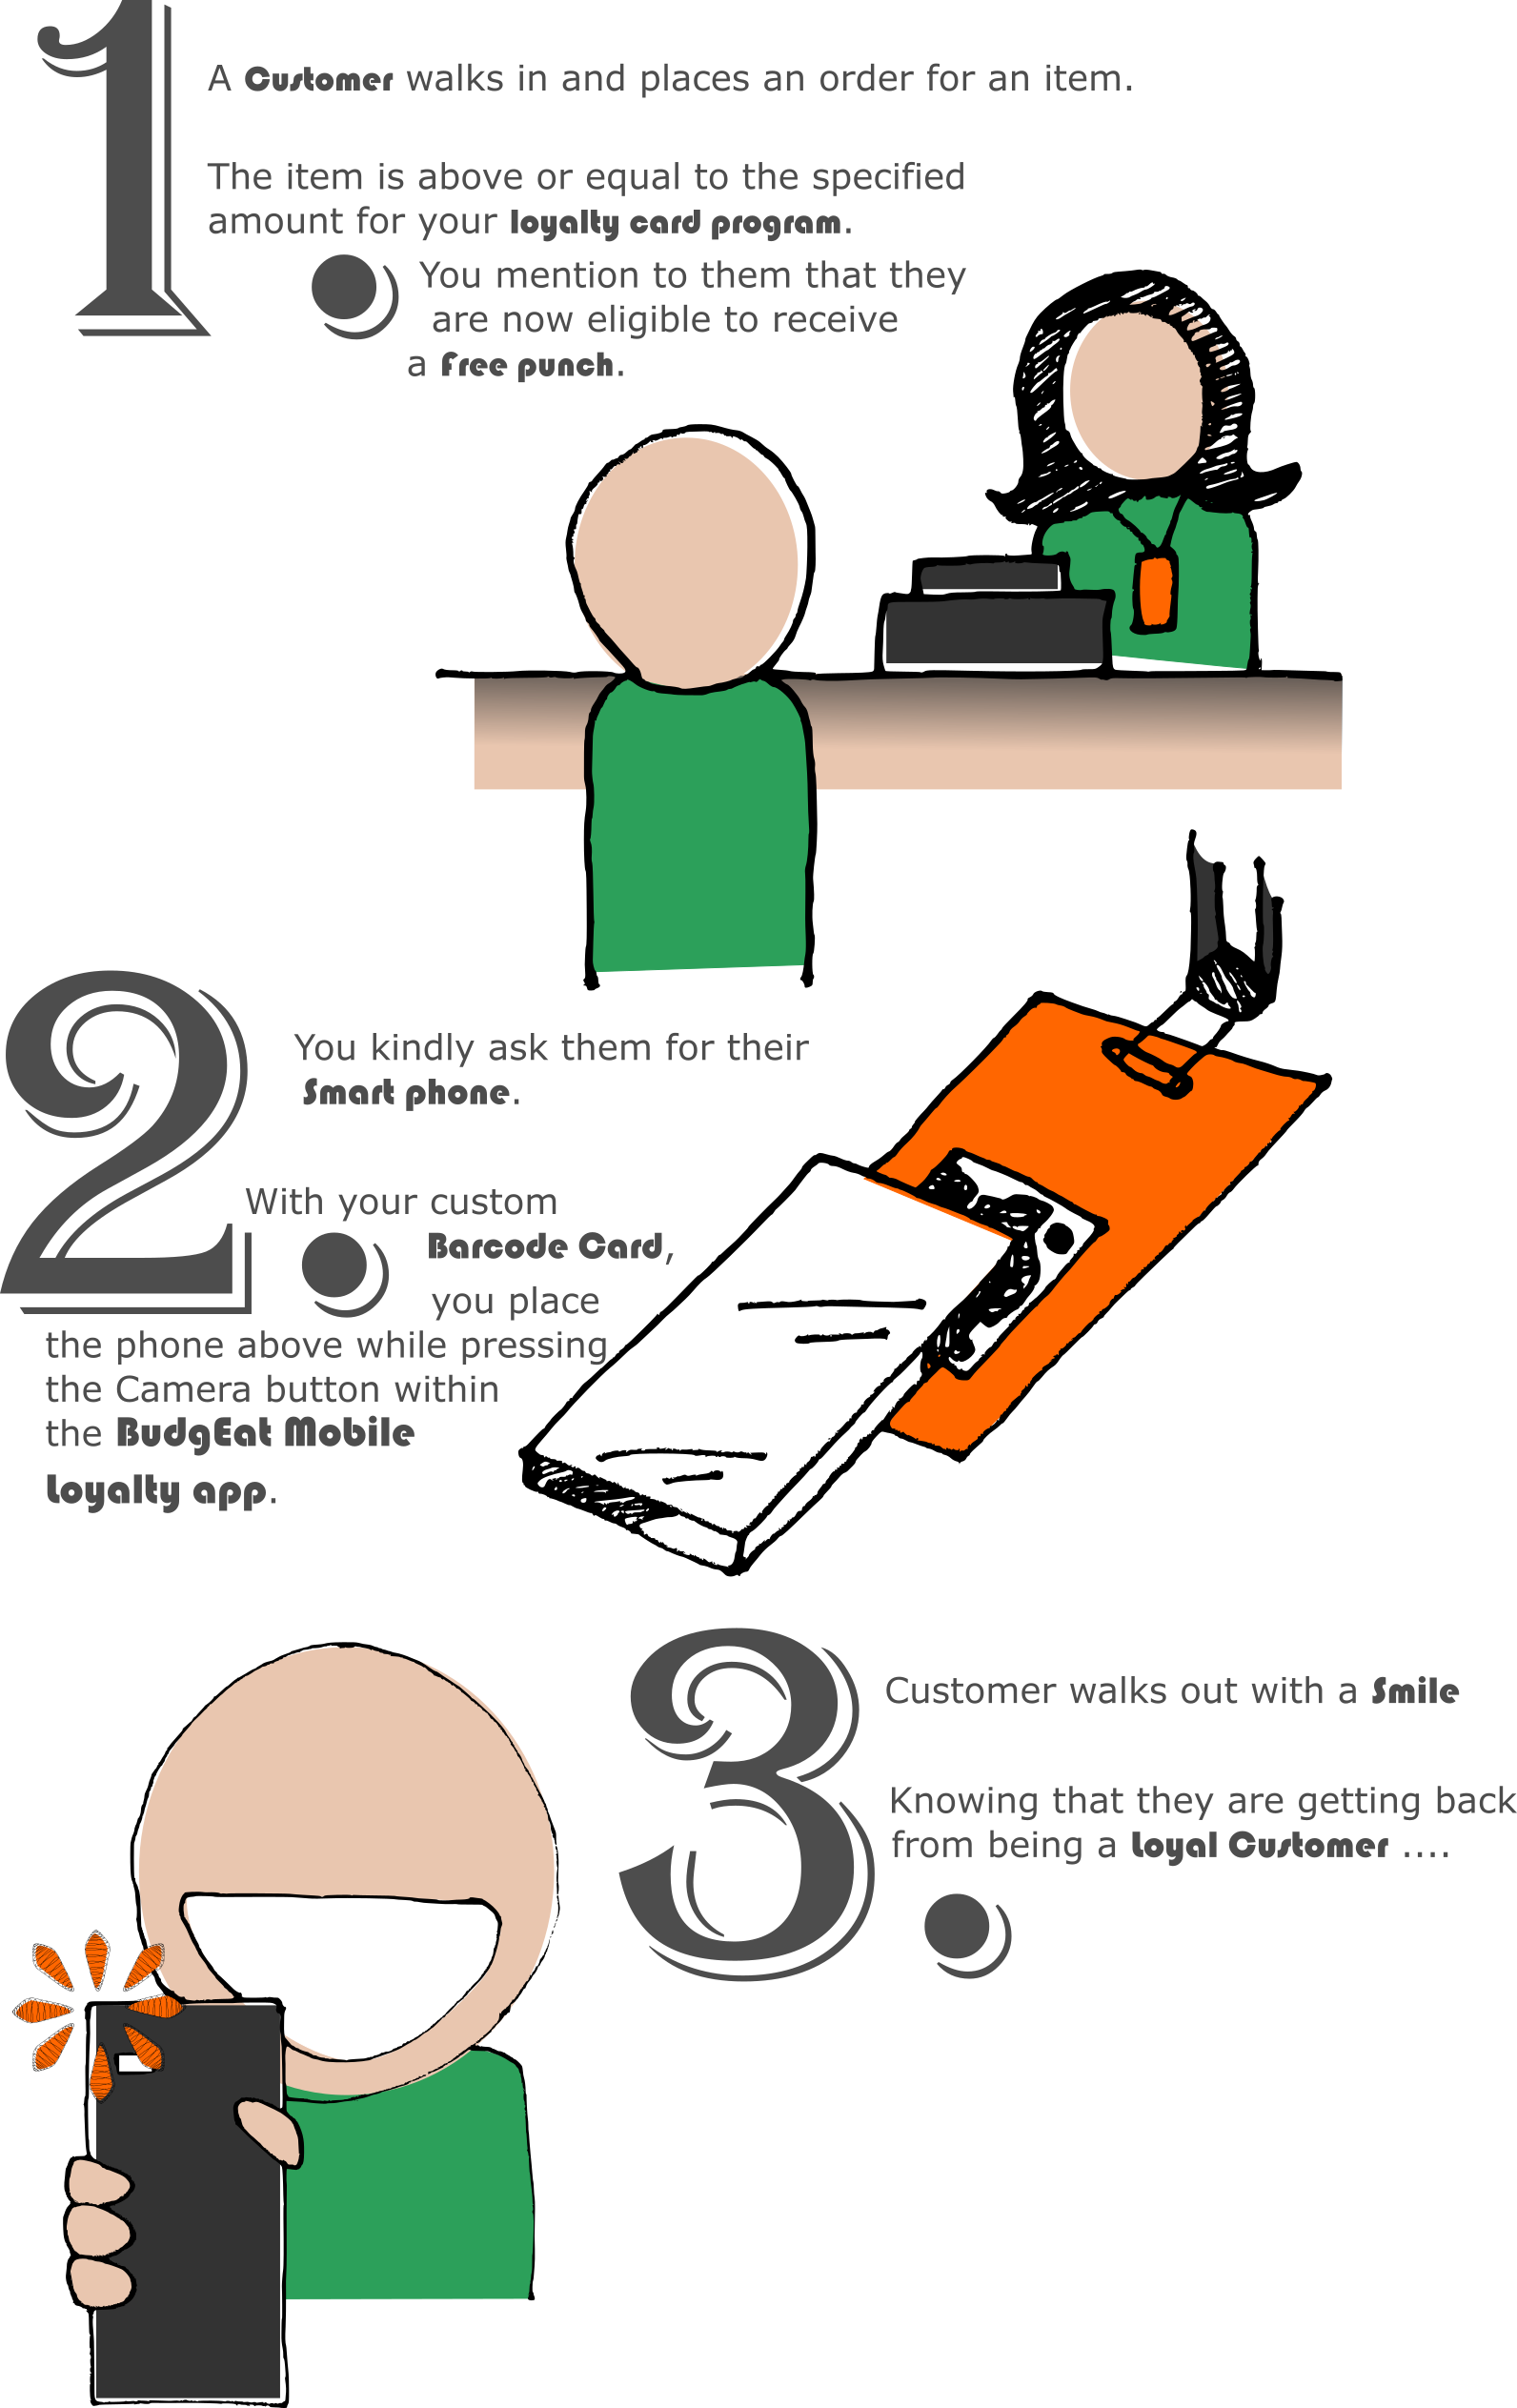 1.
A Customer walks in and places an order for an item.
The item is above or equal to the specified
amount for your loyalty card program.
You mention to them that they
are now eligible to receive
a Free punch.
2.
You kindly ask them for their
Smart phone.
With your custom
Barcode Card,
you place
the phone above while pressing
the Camera button within
the BudgEat Mobile
Loyalty app.
3.
Customer walks out with a Smile
Knowing that they are getting back
from being a Loyal Customer ....